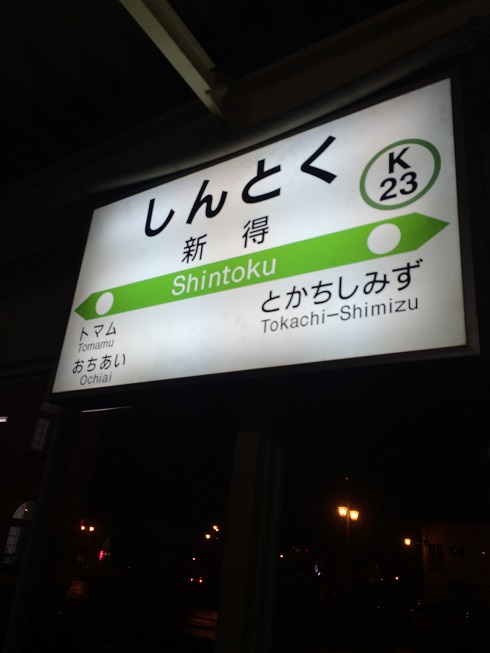 しんとく
K
23
新得
Shintoku
トマム
Tomamu
おちあい
Ochiai
とかちしみず
Tokachi-Shimizu